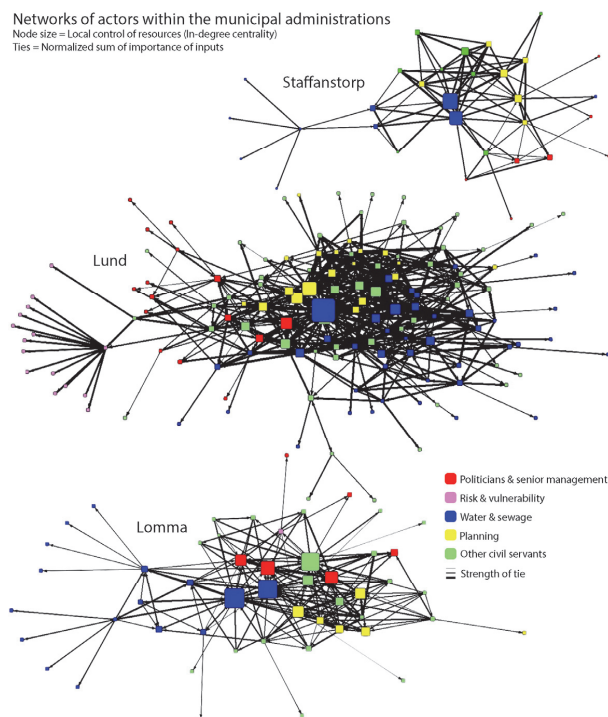 Networks of actors within the municipal administrations
Node size = Local control of resources (In-degree centrality)
Ties = Normalized sum of importance of inputs
Staffanstorp
Lund
Politicians & senior management
Risk & vulnerability
Water & sewage
Lomma
Planning
Other civil servants
Strength of tie